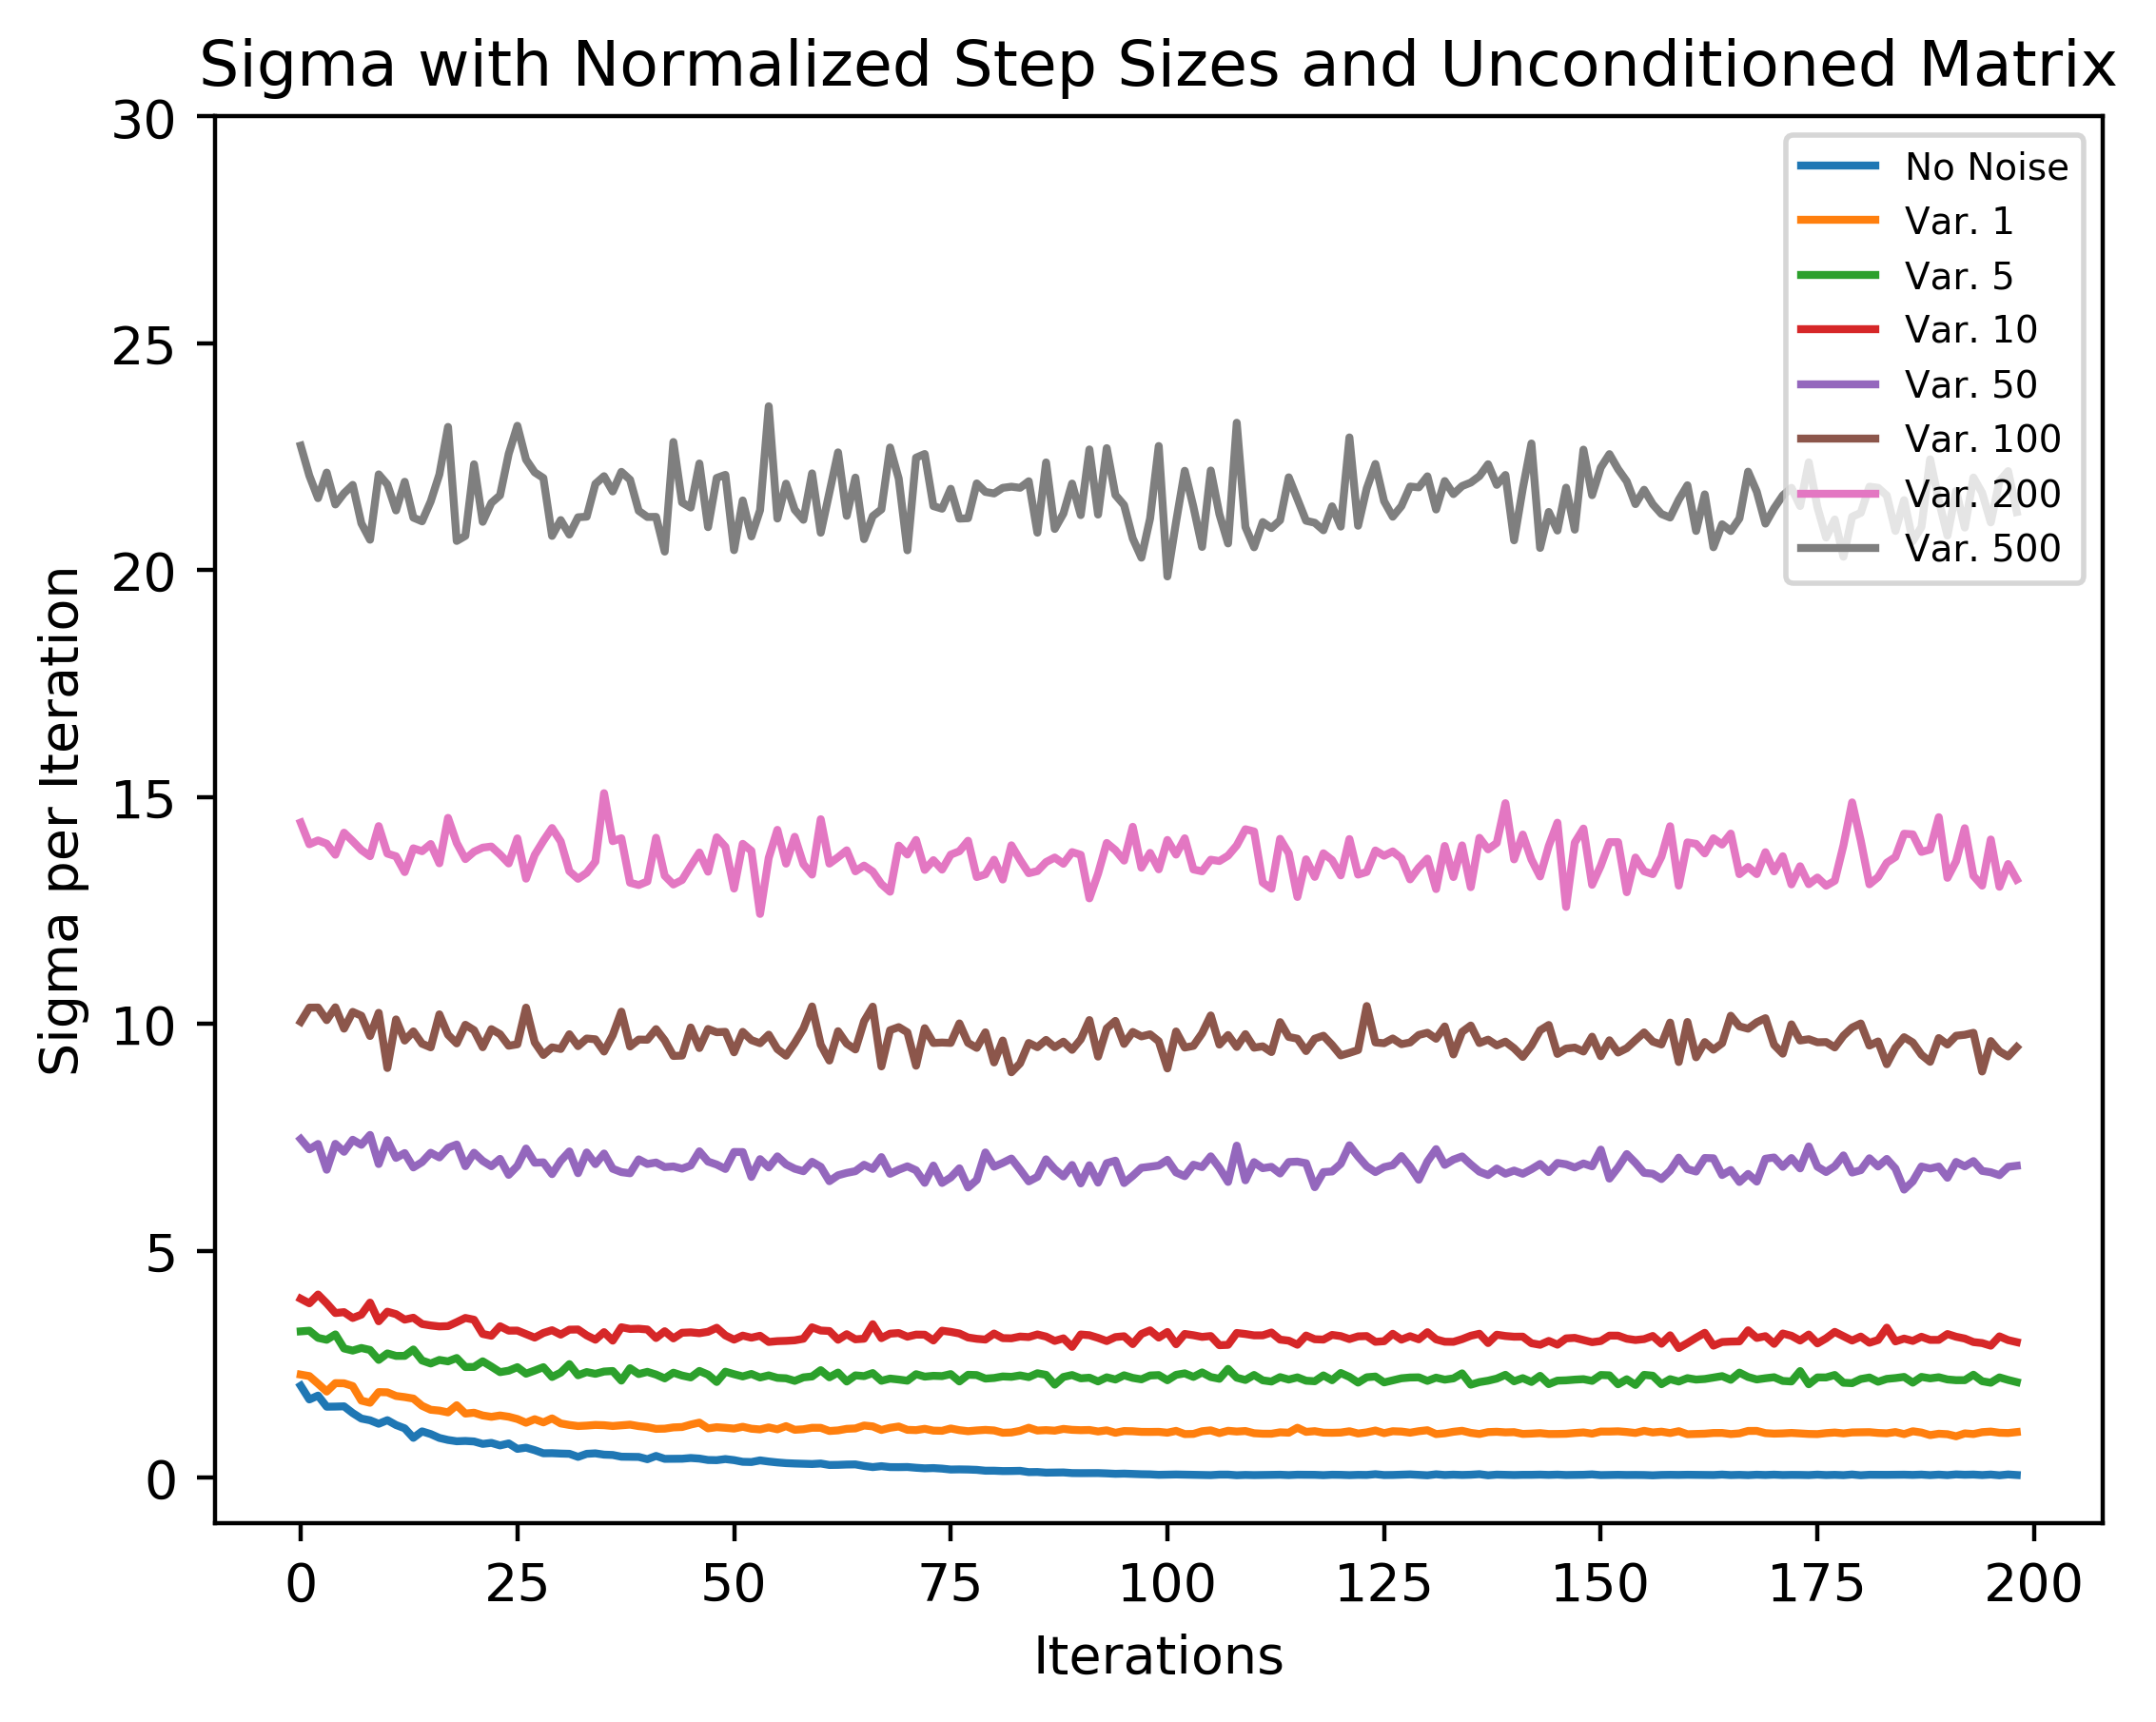 Sigma with Normalized Step Sizes and Unconditioned Matrix
30
25
20
15
10
5
0
Sigma per Iteration
No Noise
Var. 1
Var. 5
Var. 10
Var. 50
Var. 100
Var. 200
Var. 500
0 25 50 75 100 125 150 175 200
Iterations